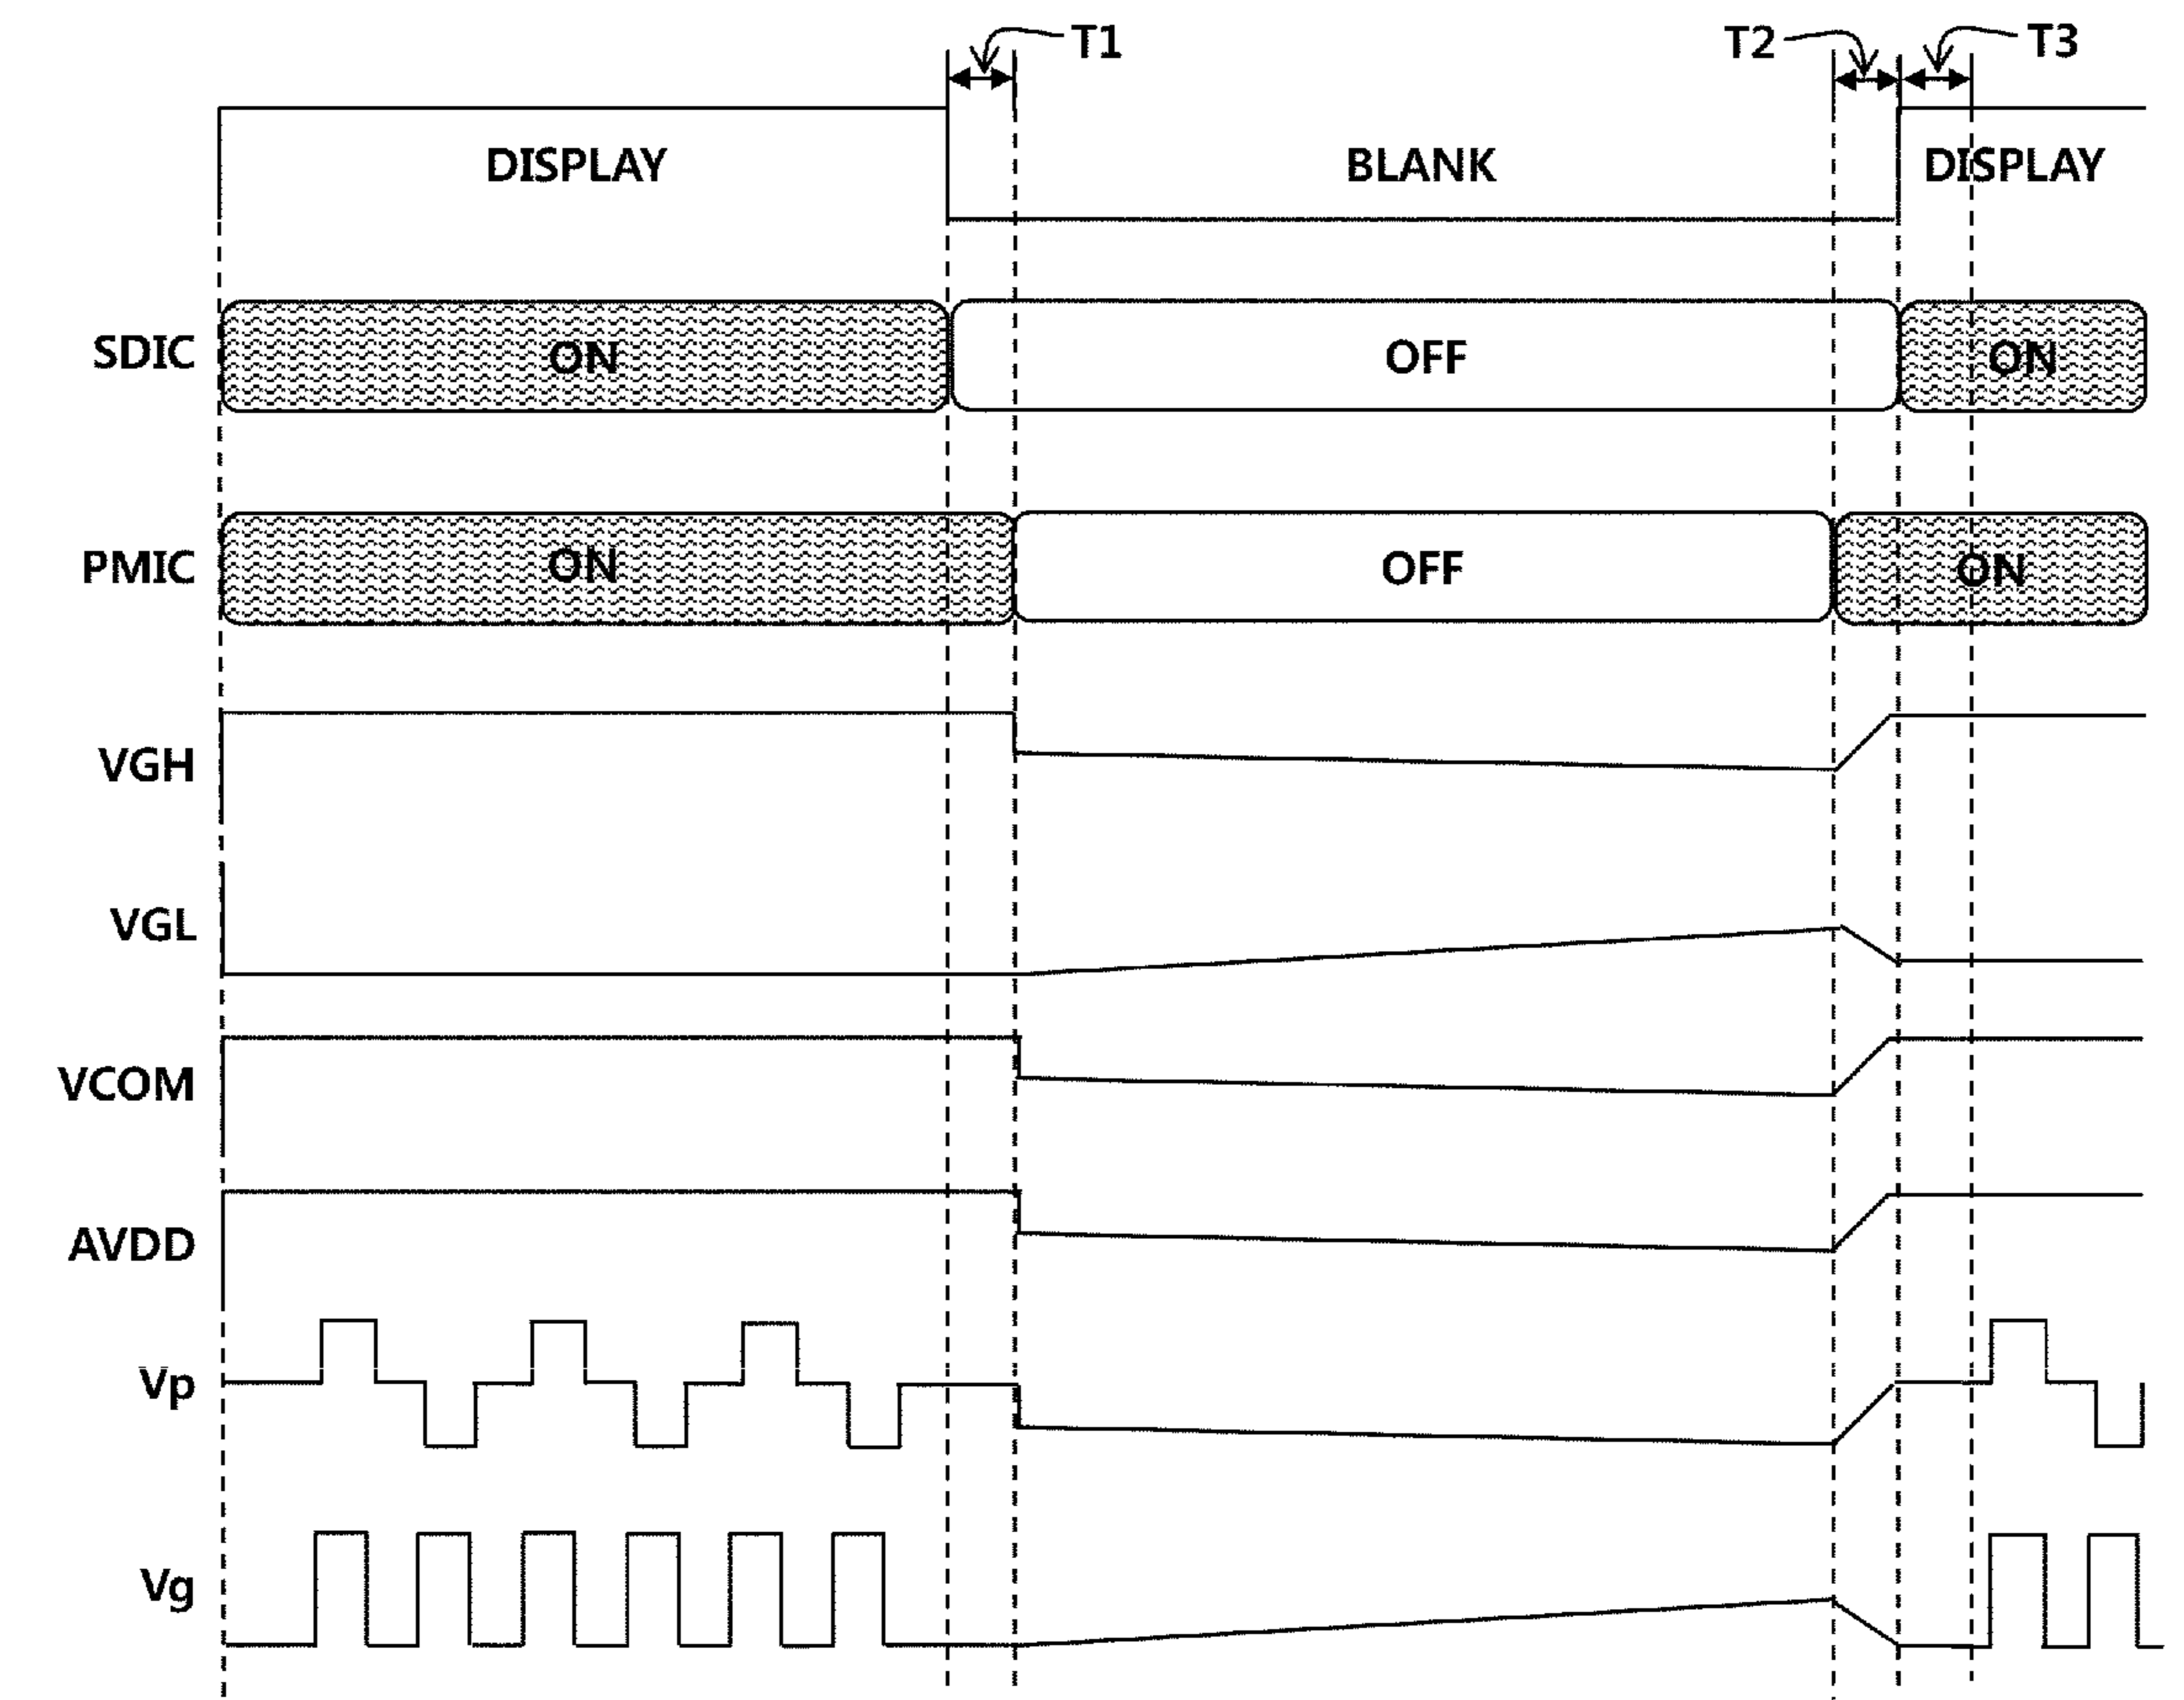 T1
T2
T3
DISPLAY
BLANK
DISPLAY
SDIC
ON
OFF
ON
PMIC
ON
OFF
ON
VGH
VGL
VCOM
AVDD
Vp
Vg